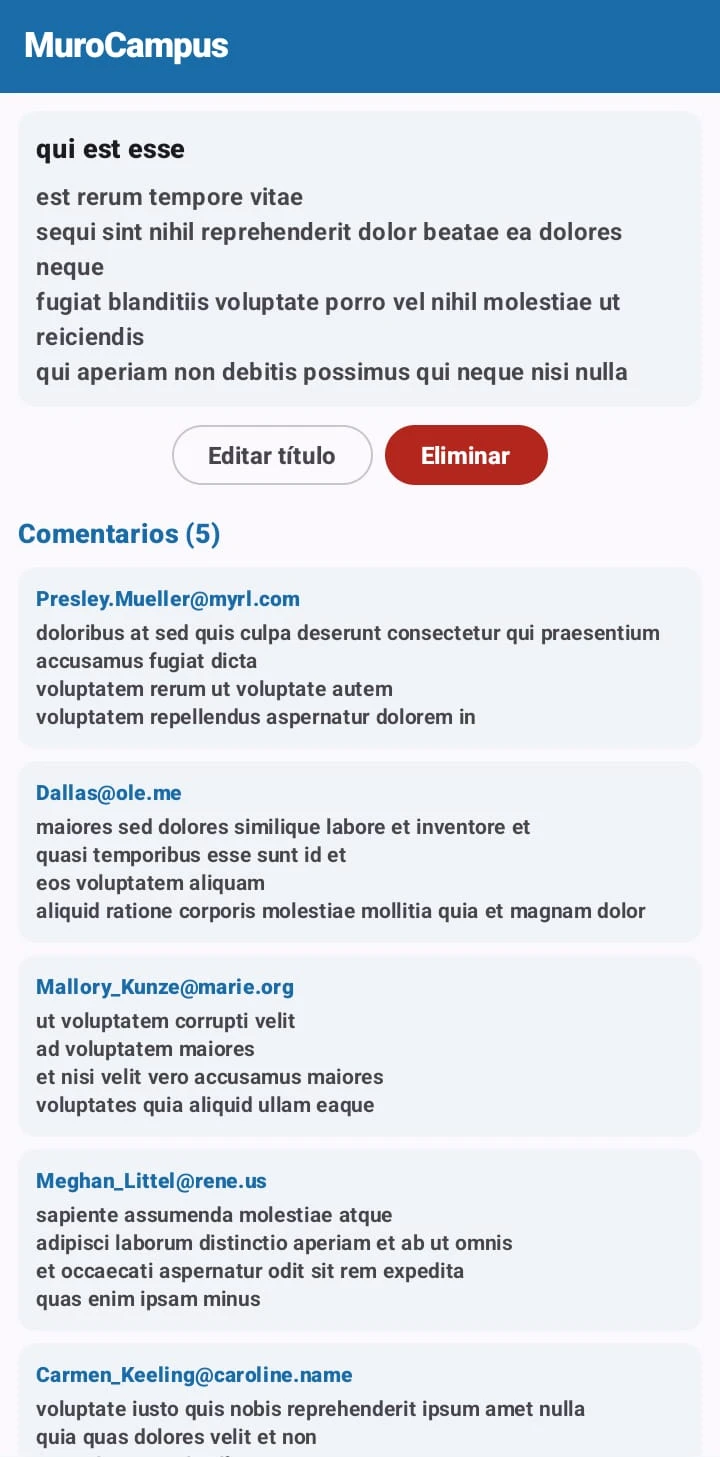 MuroCampus
qui est esse
est rerum tempore vitae
sequi sint nihil reprehenderit dolor beatae ea dolores
neque
fugiat blanditiis voluptate porro vel nihil molestiae ut
reiciendis
qui aperiam non debitis possimus qui neque nisi nulla
Editar título
Eliminar
Comentarios (5)
Presley.Mueller@myrl.com
doloribus at sed quis culpa deserunt consectetur qui praesentium
accusamus fugiat dicta
voluptatem rerum ut voluptate autem
voluptatem repellendus aspernatur dolorem in
Dallas@ole.me
maiores sed dolores similique labore et inventore et
quasi temporibus esse sunt id et
eos voluptatem aliquam
aliquid ratione corporis molestiae mollitia quia et magnam dolor
Mallory_Kunze@marie.org
ut voluptatem corrupti velit
ad voluptatem maiores
et nisi velit vero accusamus maiores
voluptates quia aliquid ullam eaque
Meghan_Littel@rene.us
sapiente assumenda molestiae atque
adipisci laborum distinctio aperiam et ab ut omnis
et occaecati aspernatur odit sit rem expedita
quas enim ipsam minus
Carmen_Keeling@caroline.name
voluptate iusto quis nobis reprehenderit ipsum amet nulla
quia quas dolores velit et non